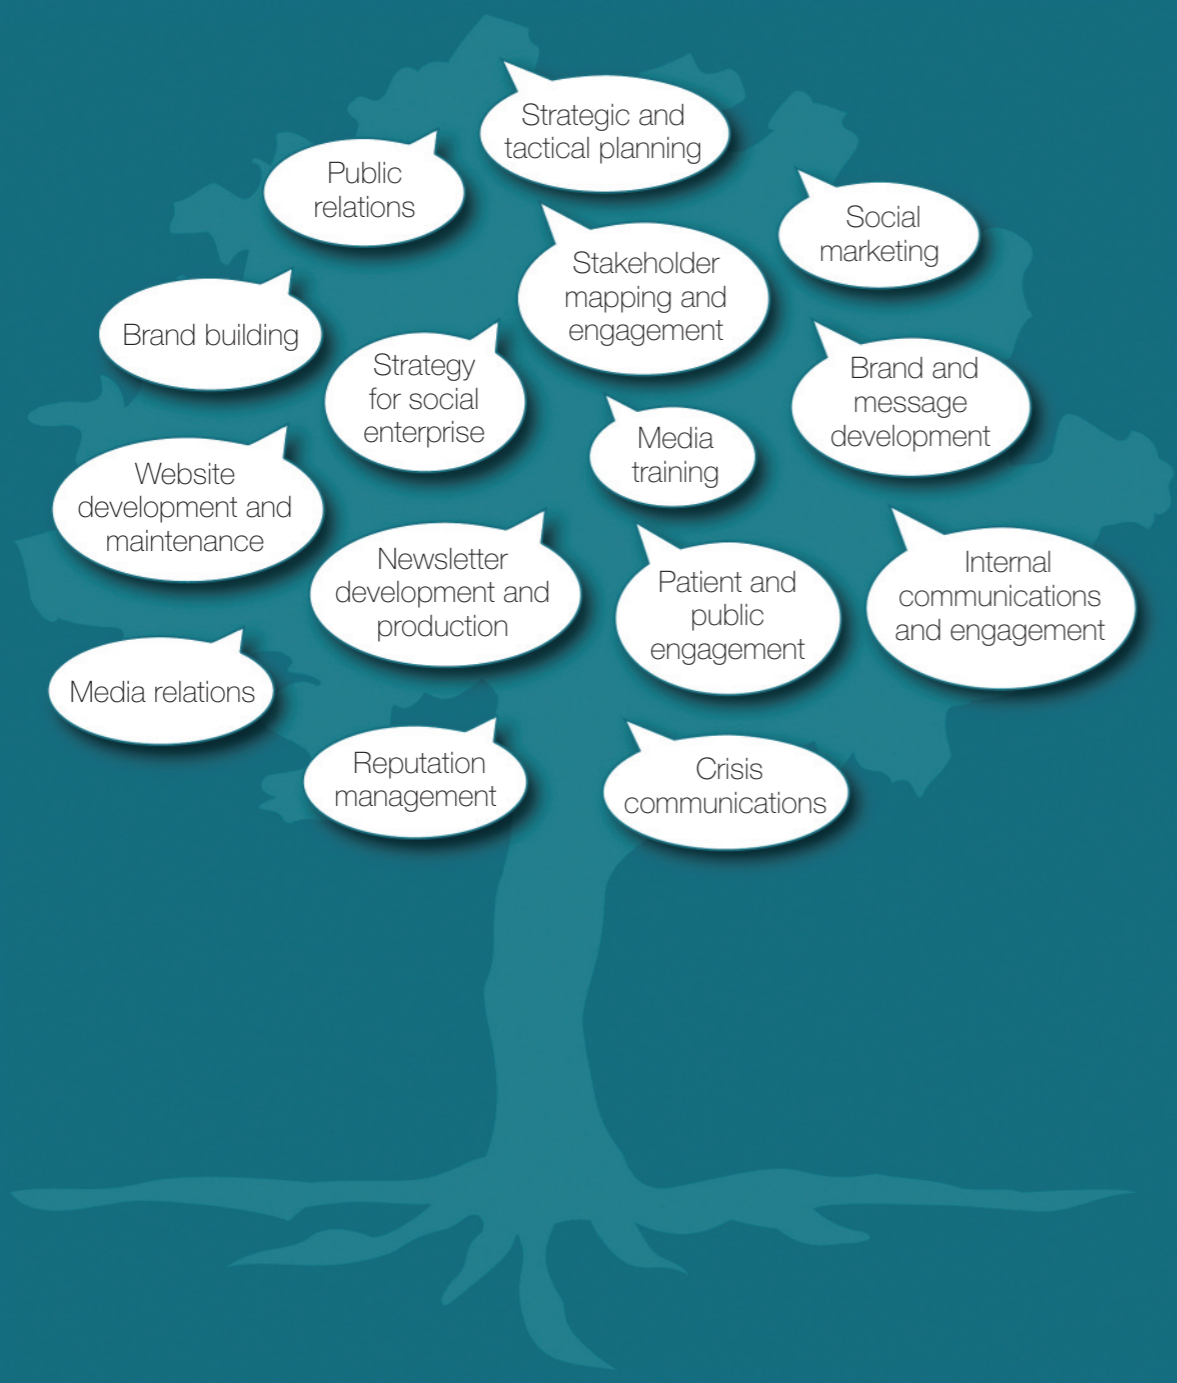 Strategic and
tactical planning
Public
relations
Social
marketing
Stakeholder
mapping and
engagement
Brand building
Strategy
for social
enterprise
Brand and
message
development
Media
training
Website
development and
maintenance
Newsletter
development and
production
Patient and
public
engagement
Internal
communications
and engagement
Media relations
Reputation
management
Crisis
communications